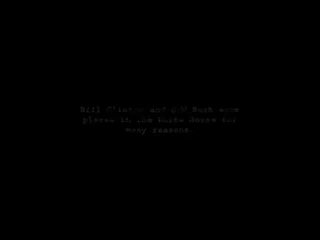 Bill Clinton and G.W Bush were
placed in the White House for
many reasons.